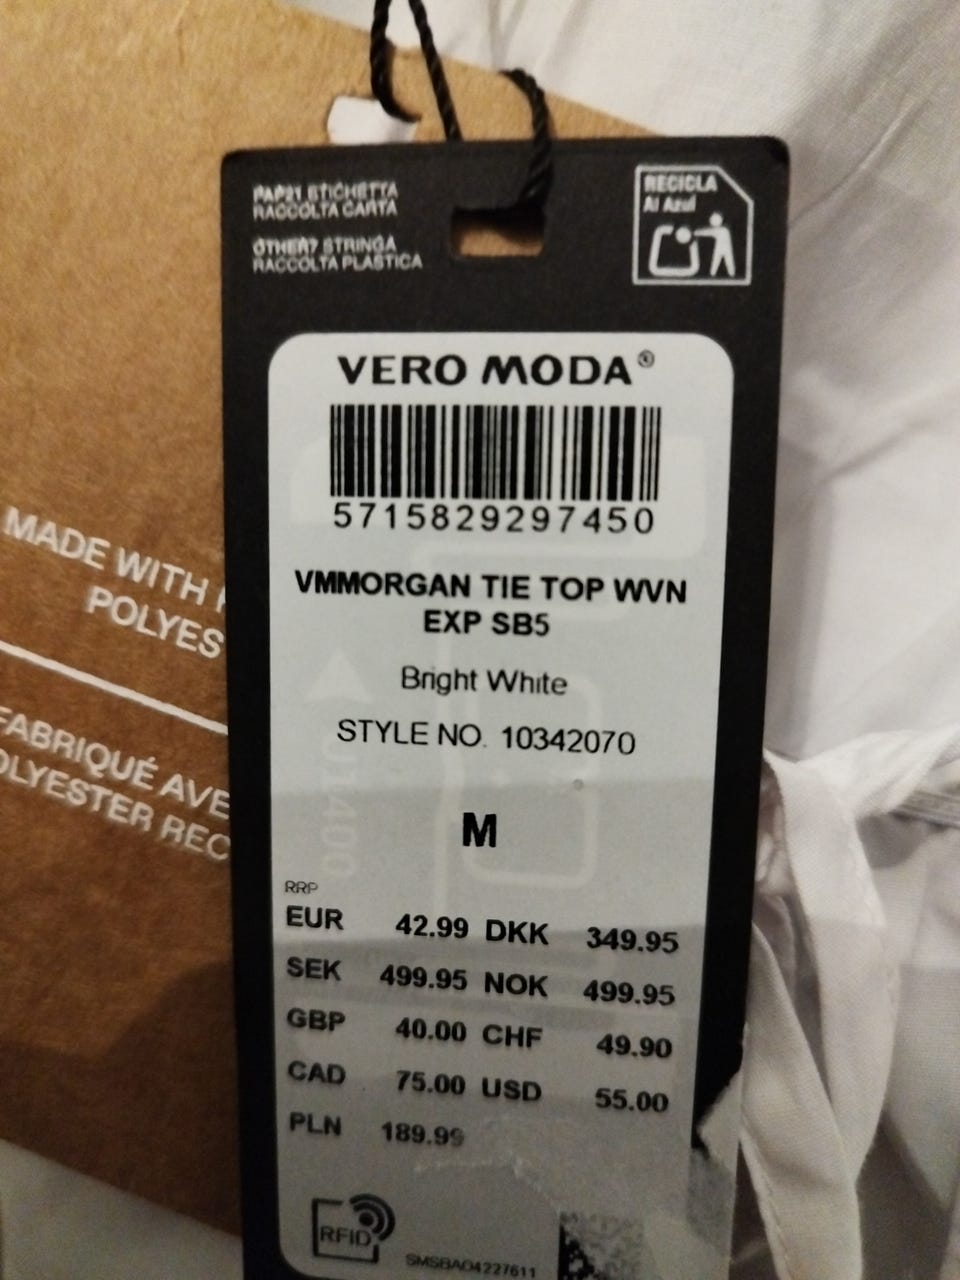 PAP21 ETICHETTA
RACCOLTA CARTA
OTHER7 STRINGA
RACCOLTA PLASTICA
RECICLA
Al Azul
VERO MODA®
5715829297450
VMMORGAN TIE TOP WVN
EXP SB5
Bright White
STYLE NO. 10342070
M
RRP
EUR 42.99 DKK 349.95
SEK 499.95 NOK 499.95
GBP 40.00 CHF 49.90
CAD 75.00 USD 55.00
PLN 189.99
RFID
SMSBAO4227611
MADE WITH
POLYES
FABRIQUÉ AVE
OLYESTER REC